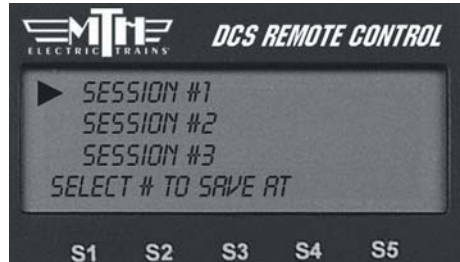 MTH
ELECTRIC TRAINS
DCS REMOTE CONTROL
SESSION #1
SESSION #2
SESSION #3
SELECT # TO SAVE AT
S1 S2 S3 S4 S5